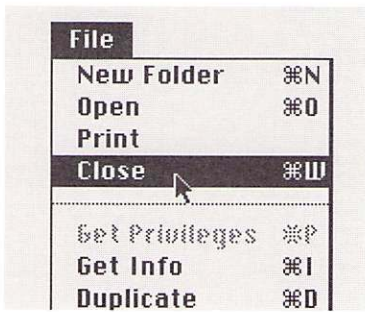 File
New Folder ⌘N
Open ⌘O
Print
Close ⌘W
Get Privileges ⌘P
Get Info ⌘I
Duplicate ⌘D